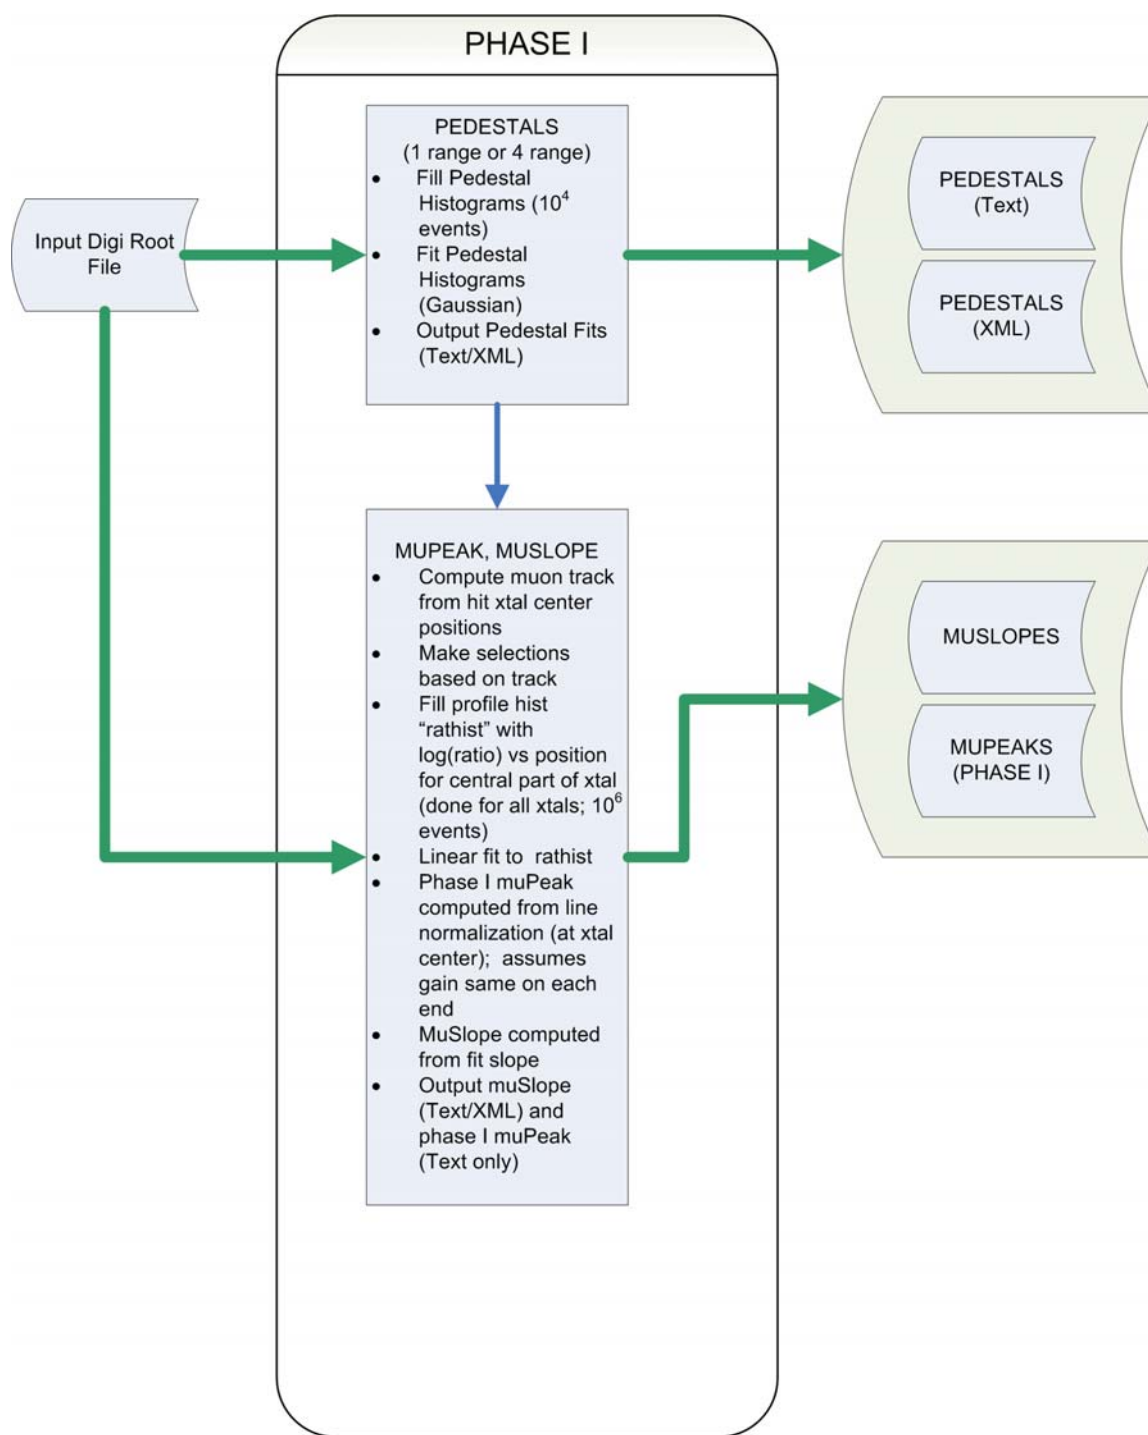 PHASE I
PEDESTALS
(1 range or 4 range)
• Fill Pedestal
Histograms (10⁴
events)
• Fit Pedestal
Histograms
(Gaussian)
• Output Pedestal Fits
(Text/XML)
Input Digi Root
File
PEDESTALS
(Text)
PEDESTALS
(XML)
MUPEAK, MUSLOPE
• Compute muon track
from hit xtal center
positions
• Make selections
based on track
• Fill profile hist
“rathist” with
log(ratio) vs position
for central part of xtal
(done for all xtals; 10⁶
events)
• Linear fit to rathist
• Phase I muPeak
computed from line
normalization (at xtal
center); assumes
gain same on each
end
• MuSlope computed
from fit slope
• Output muSlope
(Text/XML) and
phase I muPeak
(Text only)
MUSLOPES
MUPEAKS
(PHASE I)